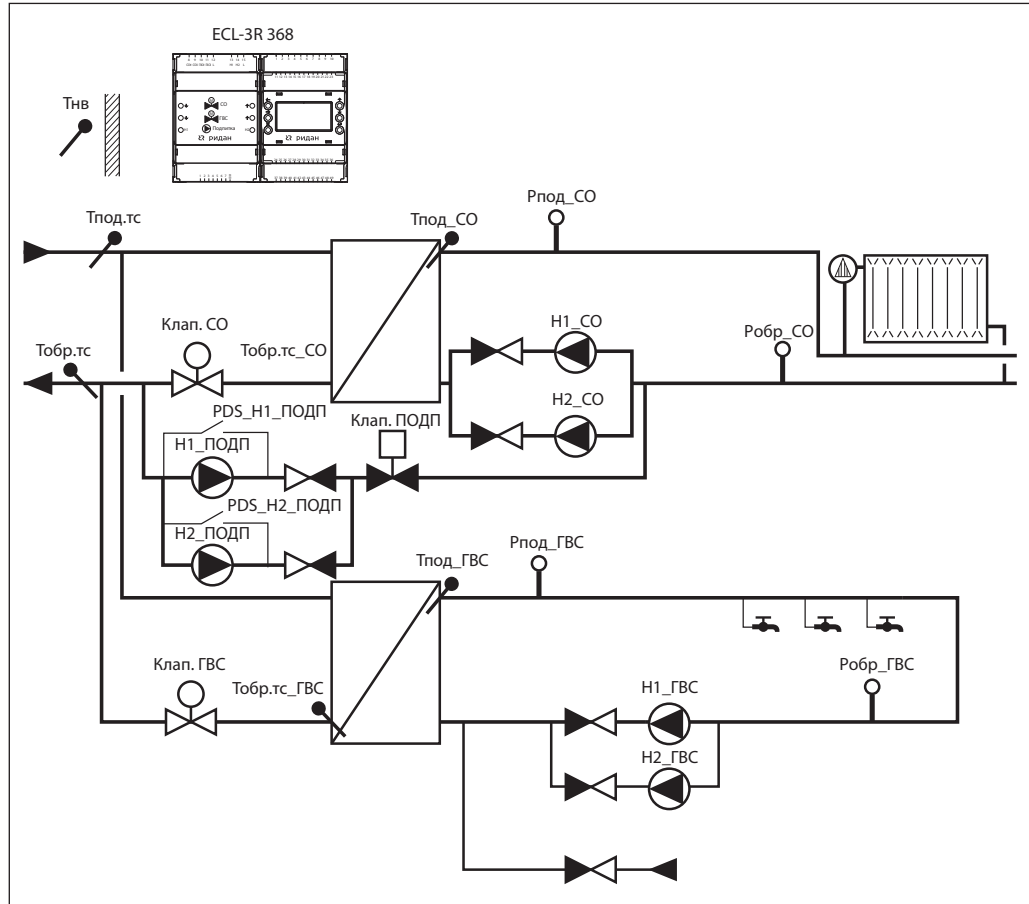 ECL-3R 368
Тнв
СО
ГВС
Подпитка
ридан
ридан
Рпод_СО
Тпод.тс
Тпод_СО
Клап. СО
Н1_СО
Робр_СО
Тобр.тс
Тобр.тс_СО
Н2_СО
PDS_Н1_ПОДП
Клап. ПОДП
Н1_ПОДП
PDS_Н2_ПОДП
Н2_ПОДП
Рпод_ГВС
Тпод_ГВС
Клап. ГВС
Робр_ГВС
Тобр.тс_ГВС
Н1_ГВС
Н2_ГВС